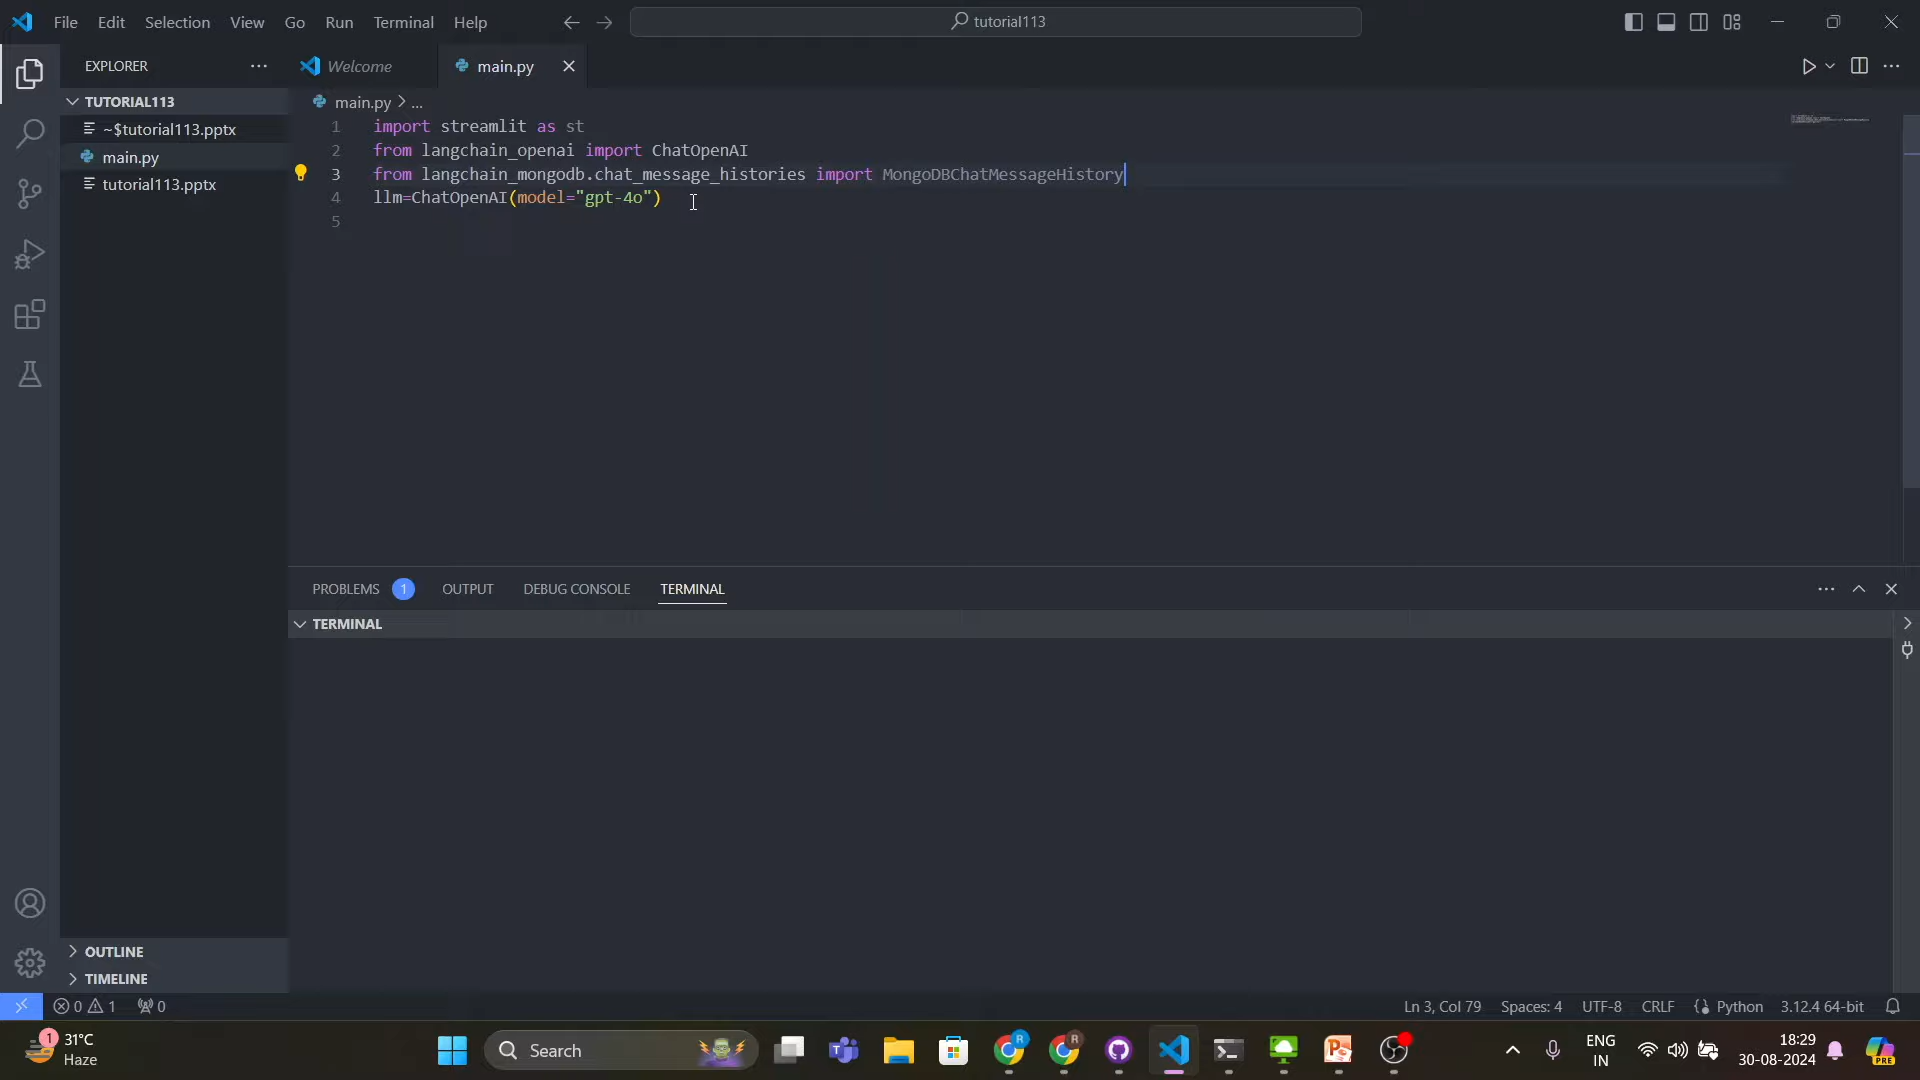 File Edit Selection View Go Run Terminal Help
tutorial113
EXPLORER
Welcome
main.py
TUTORIAL113
~$tutorial113.pptx
main.py
tutorial113.pptx
main.py > ...
1 import streamlit as st
2 from langchain_openai import ChatOpenAI
3 from langchain_mongodb.chat_message_histories import MongoDBChatMessageHistory
4 llm=ChatOpenAI(model="gpt-4o")
5
PROBLEMS 1 OUTPUT DEBUG CONSOLE TERMINAL
TERMINAL
OUTLINE
TIMELINE
0 1 0
Ln 3, Col 79 Spaces: 4 UTF-8 CRLF {} Python 3.12.4 64-bit
1
31°C
Haze
Search
R
R
ENG
IN
18:29
30-08-2024
PRE